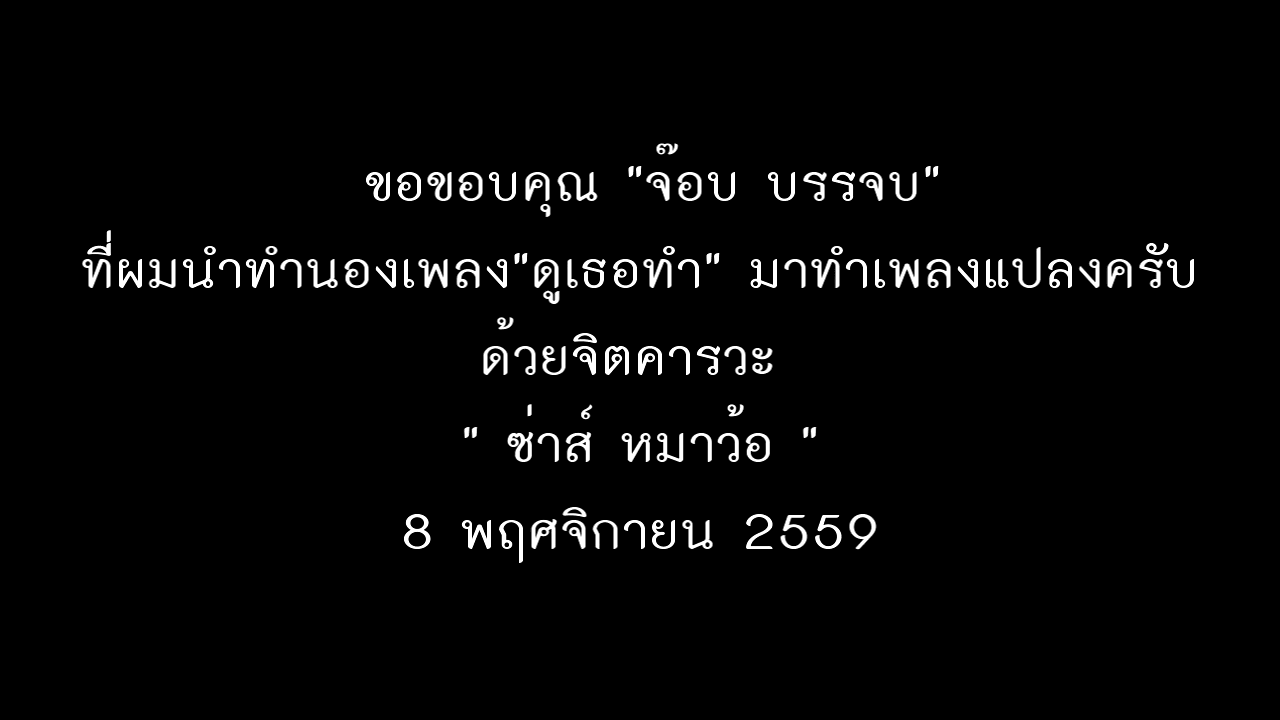 ขอขอบคุณ "จ๊อบ บรรจบ"
ที่ผมนำทำนองเพลง"ดูเธอทำ" มาทำเพลงแปลงครับ
ด้วยจิตคารวะ
" ซ่าส์ หมาว้อ "
8 พฤศจิกายน 2559